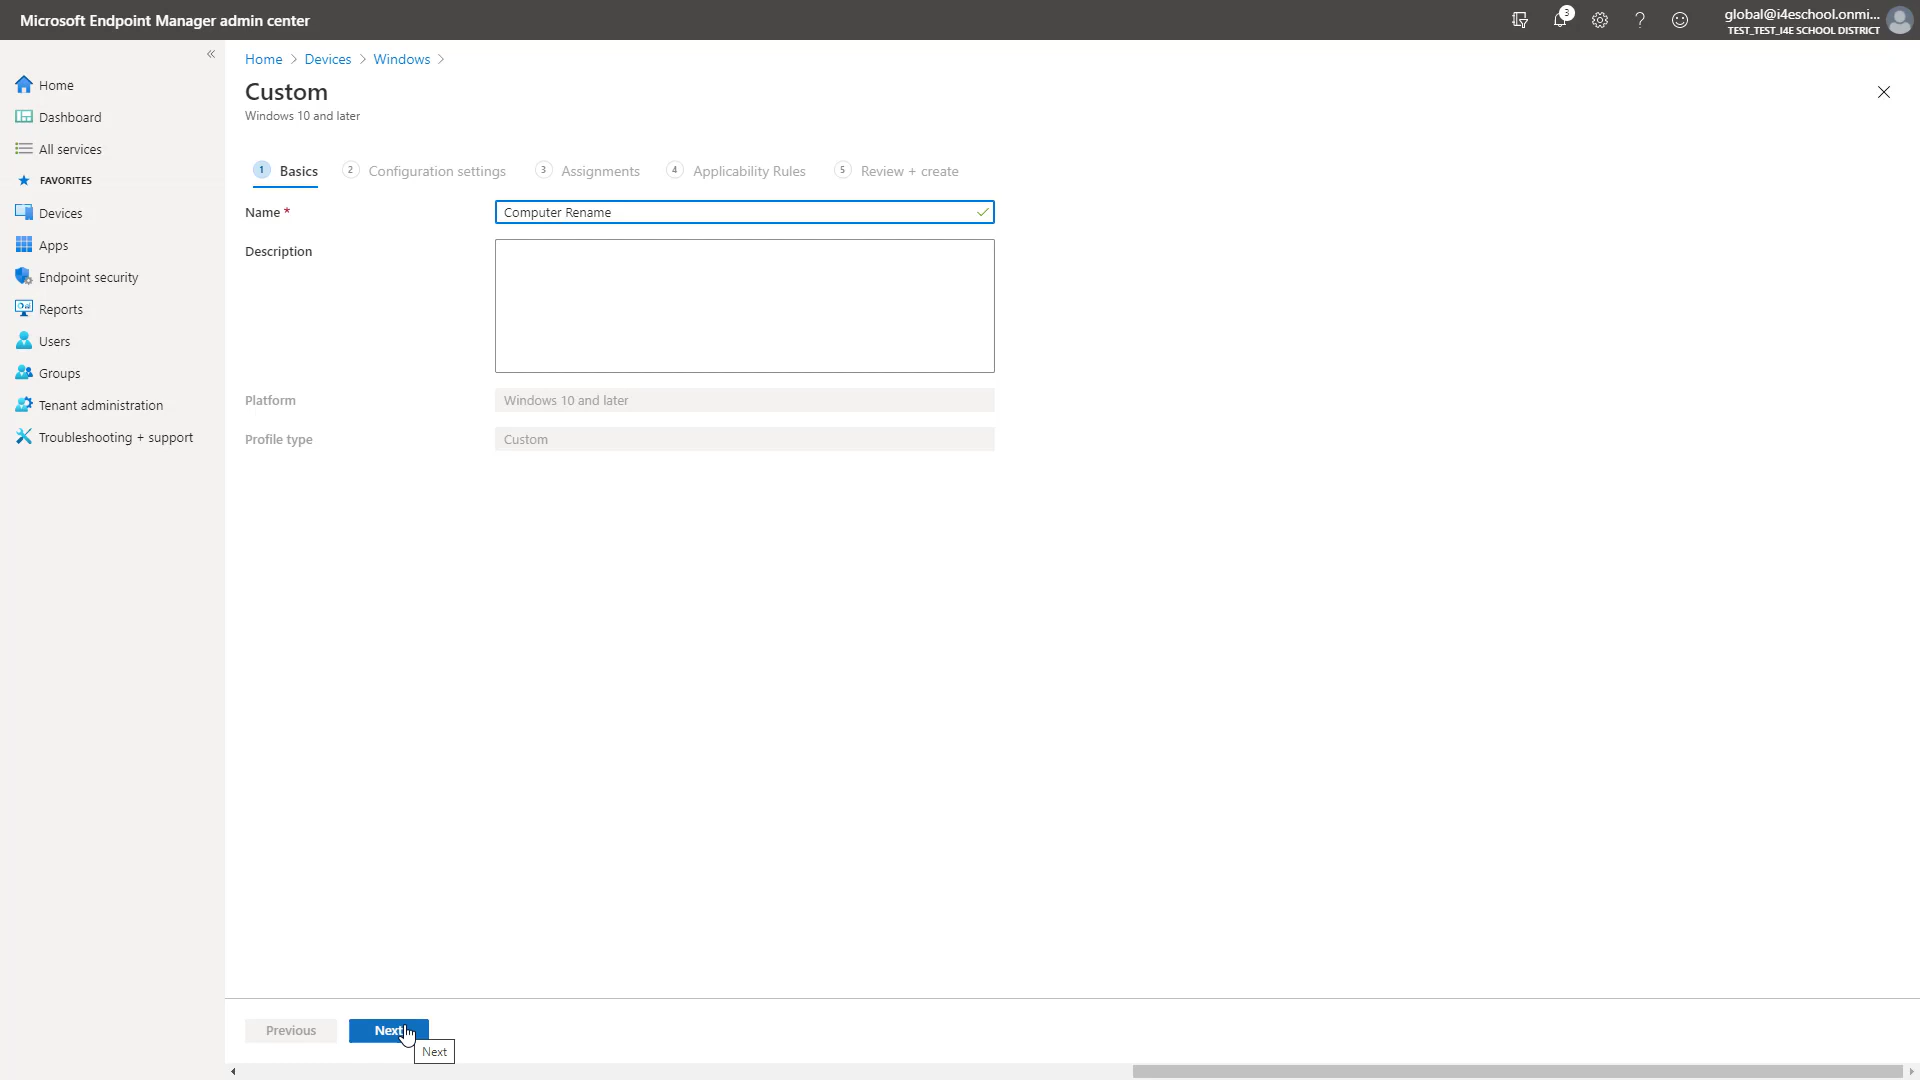 Microsoft Endpoint Manager admin center
3
global@i4eschool.onmi...
TEST_TEST_I4E SCHOOL DISTRICT
Home
Dashboard
All services
FAVORITES
Devices
Apps
Endpoint security
Reports
Users
Groups
Tenant administration
Troubleshooting + support
Home > Devices > Windows >
Custom
Windows 10 and later
1 Basics 2 Configuration settings 3 Assignments 4 Applicability Rules 5 Review + create
Name * Computer Rename
Description
Platform Windows 10 and later
Profile type Custom
Previous Next
Next